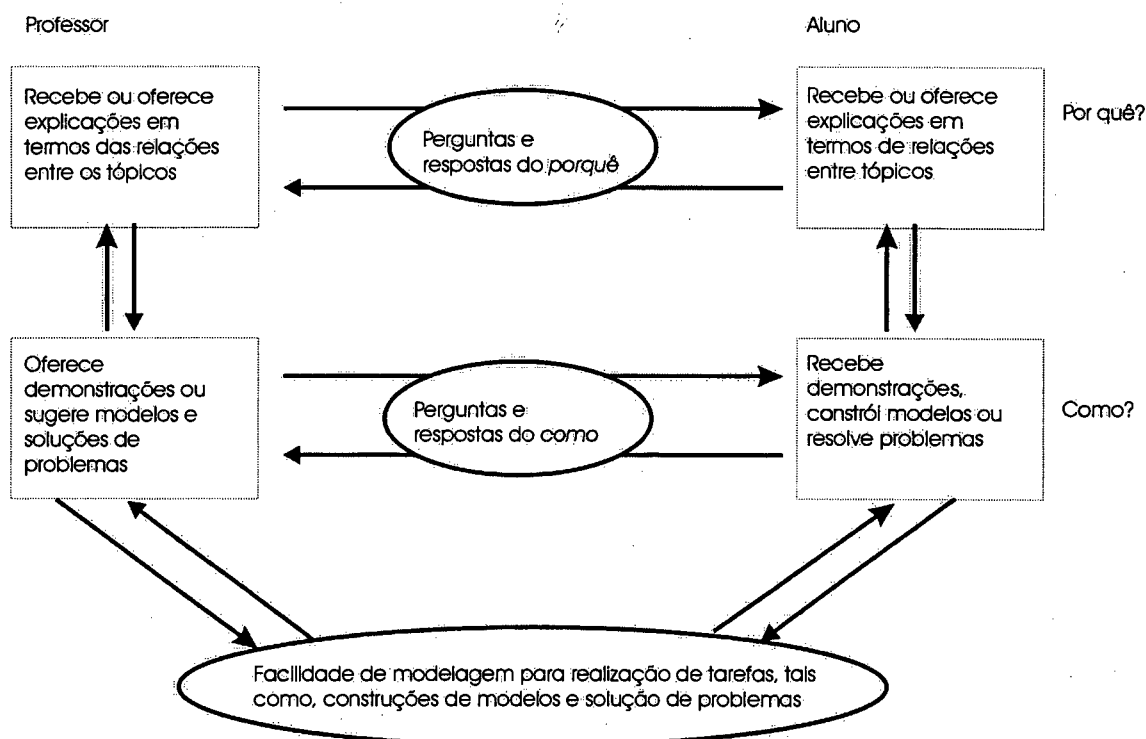 Professor
Aluno
Recebe ou oferece
explicações em
termos das relações
entre os tópicos
Perguntas e
respostas do porquê
Recebe ou oferece
explicações em
termos de relações
entre tópicos
Por quê?
Oferece
demonstrações ou
sugere modelos e
soluções de
problemas
Perguntas e
respostas do como
Recebe
demonstrações,
constrói modelos ou
resolve problemas
Como?
Facilidade de modelagem para realização de tarefas, tais
como, construções de modelos e solução de problemas